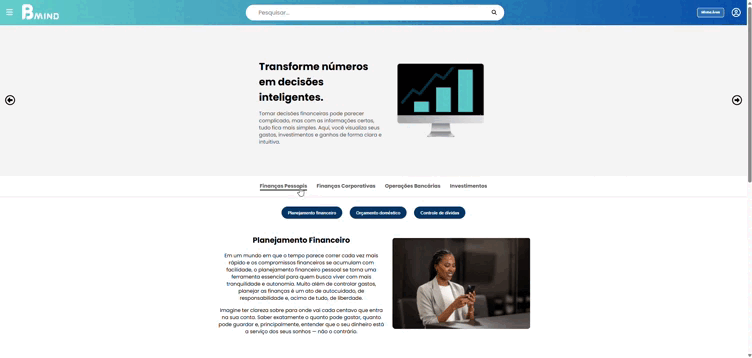 B MIND
Pesquisar...
Minha Área
Transforme números
em decisões
inteligentes.
Tomar decisões financeiras pode parecer
complicado, mas com as informações certas,
tudo fica mais simples. Aqui, você visualiza seus
gastos, investimentos e ganhos de forma clara e
intuitiva.
Finanças Pessoais Finanças Corporativas Operações Bancárias Investimentos
Planejamento financeiro Orçamento doméstico Controle de dívidas
Planejamento Financeiro
Em um mundo em que o tempo parece correr cada vez mais
rápido e os compromissos financeiros se acumulam com
facilidade, o planejamento financeiro pessoal se torna uma
ferramenta essencial para quem busca viver com mais
tranquilidade e autonomia. Muito além de controlar gastos,
planejar as finanças é um ato de autocuidado, de
responsabilidade e, acima de tudo, de liberdade.
Imagine ter clareza sobre para onde vai cada centavo que entra
na sua conta. Saber exatamente o quanto pode gastar, quanto
pode guardar e, principalmente, entender que o seu dinheiro está
a serviço dos seus sonhos — não o contrário.